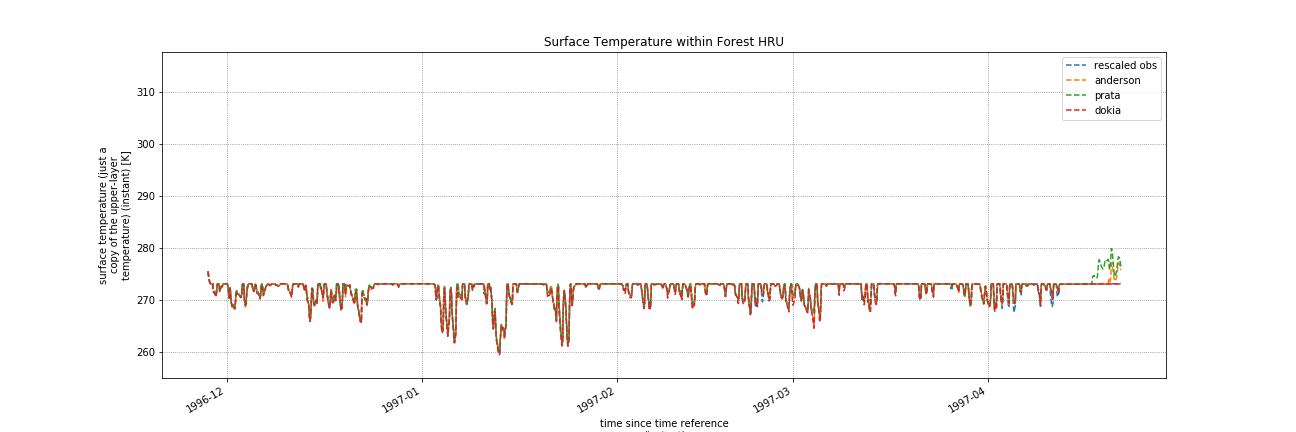 Surface Temperature within Forest HRU
rescaled obs
anderson
prata
dokia
surface temperature (just a
copy of the upper-layer
temperature) (instant) [K]
310
300
290
280
270
260
1996-12
1997-01
1997-02
1997-03
1997-04
time since time reference